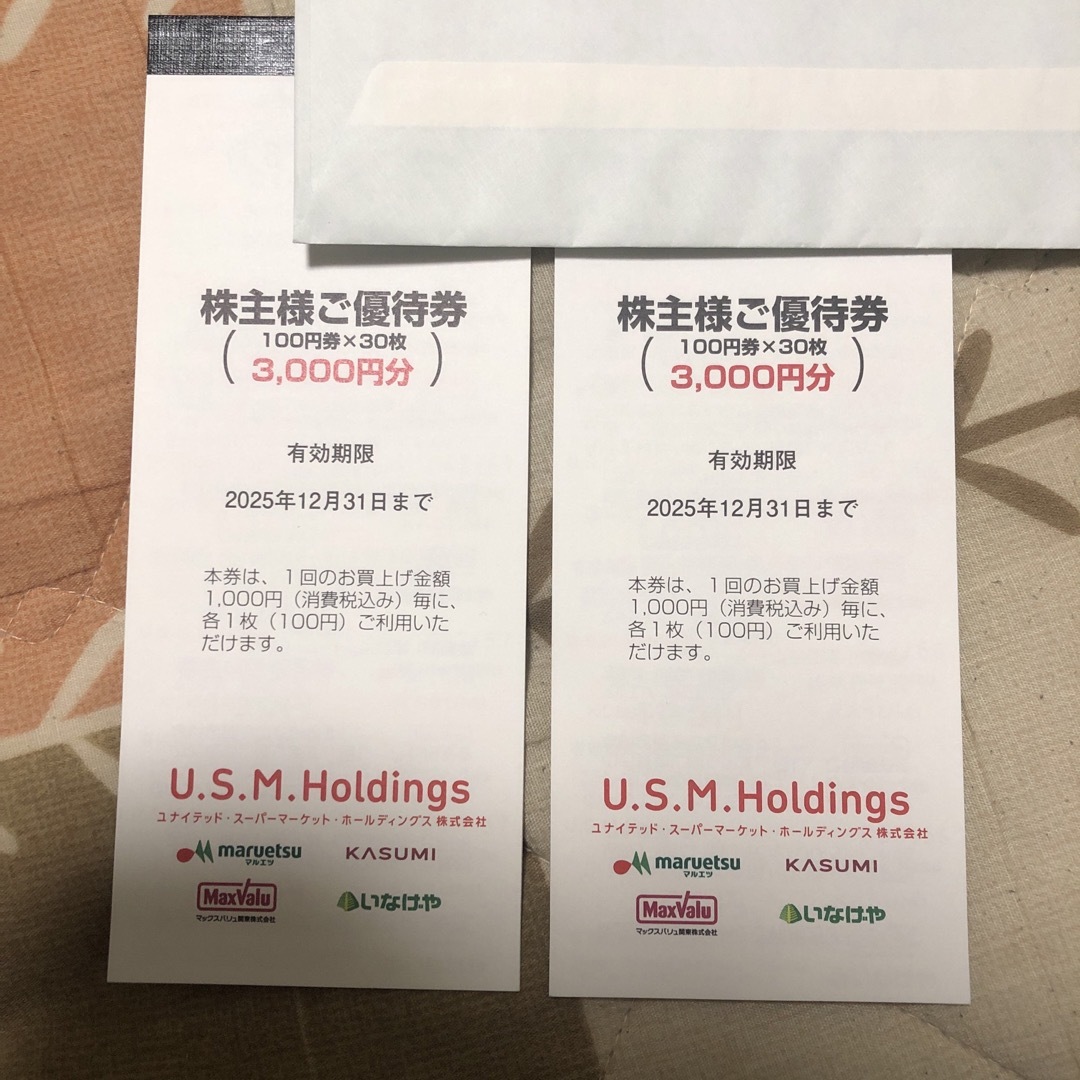 株主様ご優待券
(100円券×30枚
3,000円分)
有効期限
2025年12月31日まで
本券は、1回のお買上げ金額
1,000円(消費税込み)毎に、
各1枚(100円)ご利用いた
だけます。
U.S.M.Holdings
ユナイテッド・スーパーマーケット・ホールディングス株式会社
maruetsu
マルエツ
KASUMI
MaxValu
マックスバリュ関東株式会社
いなげや
株主様ご優待券
(100円券×30枚
3,000円分)
有効期限
2025年12月31日まで
本券は、1回のお買上げ金額
1,000円(消費税込み)毎に、
各1枚(100円)ご利用いた
だけます。
U.S.M.Holdings
ユナイテッド・スーパーマーケット・ホールディングス株式会社
maruetsu
マルエツ
KASUMI
MaxValu
マックスバリュ関東株式会社
いなげや